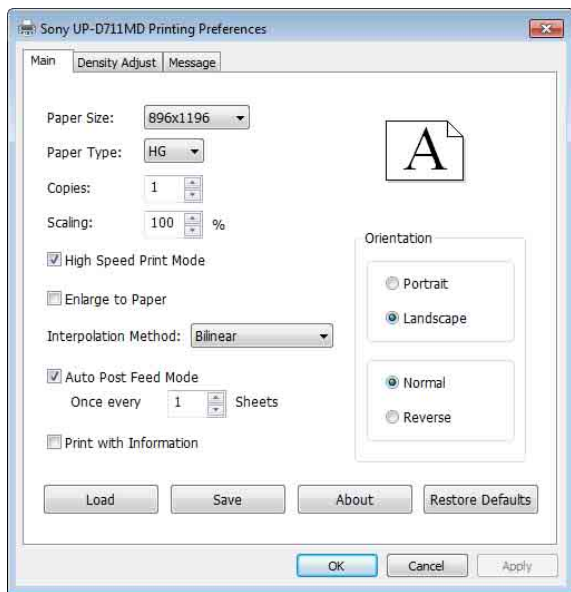 Sony UP-D711MD Printing Preferences
Main Density Adjust Message
Paper Size: 896x1196
Paper Type: HG
Copies: 1
Scaling: 100 %
High Speed Print Mode
Enlarge to Paper
Interpolation Method: Bilinear
Auto Post Feed Mode
Once every 1 Sheets
Print with Information
A
Orientation
Portrait
Landscape
Normal
Reverse
Load Save About Restore Defaults
OK Cancel Apply